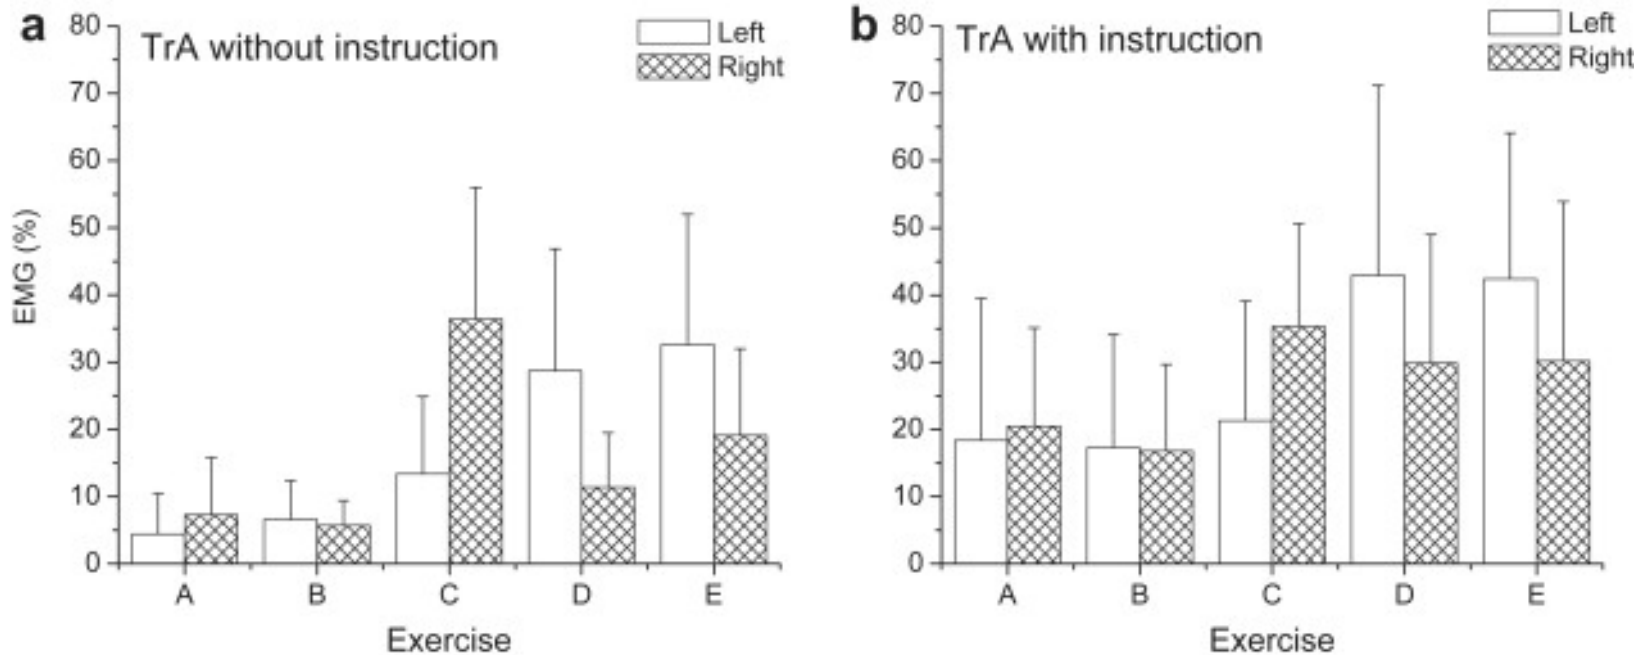 a
TrA without instruction
Left
Right
80
70
60
50
40
30
20
10
0
EMG (%)
A B C D E
Exercise
b
TrA with instruction
Left
Right
80
70
60
50
40
30
20
10
0
A B C D E
Exercise